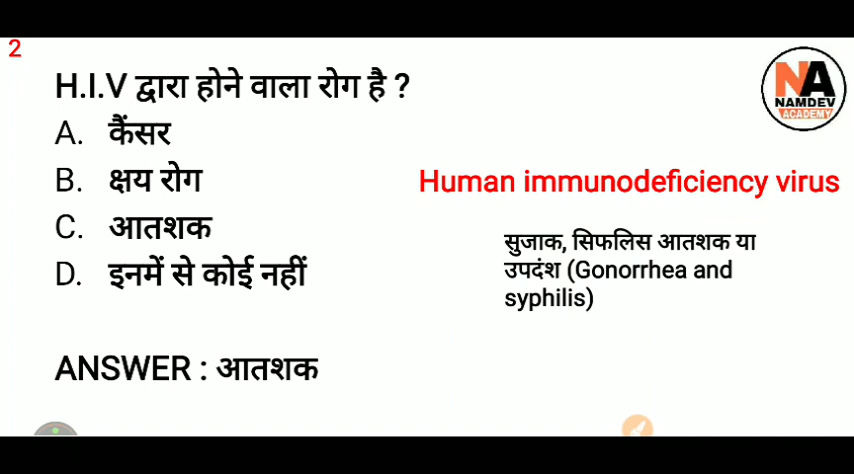 2
H.I.V द्वारा होने वाला रोग है ?
A. कैंसर
B. क्षय रोग
C. आतशक
D. इनमें से कोई नहीं
ANSWER : आतशक
NA
NAMDEV
ACADEMY
Human immunodeficiency virus
सुजाक, सिफलिस आतशक या
उपदंश (Gonorrhea and
syphilis)